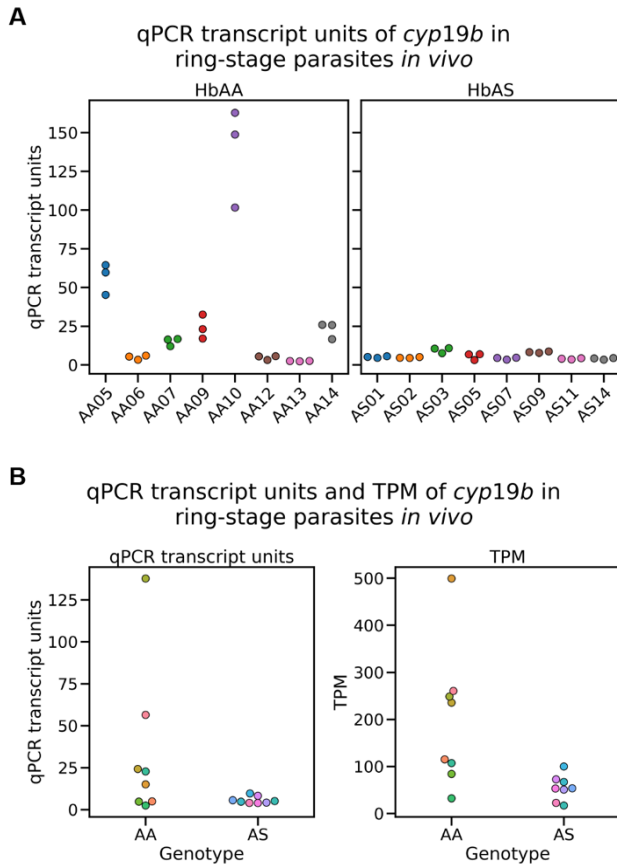 A
qPCR transcript units of cyp19b in
ring-stage parasites in vivo
HbAA
HbAS
qPCR transcript units
150
125
100
75
50
25
0
AA05
AA06
AA07
AA09
AA10
AA12
AA13
AA14
AS01
AS02
AS03
AS05
AS07
AS09
AS11
AS14
B
qPCR transcript units and TPM of cyp19b in
ring-stage parasites in vivo
qPCR transcript units
qPCR transcript units
125
100
75
50
25
0
AA
AS
Genotype
TPM
TPM
500
400
300
200
100
0
AA
AS
Genotype